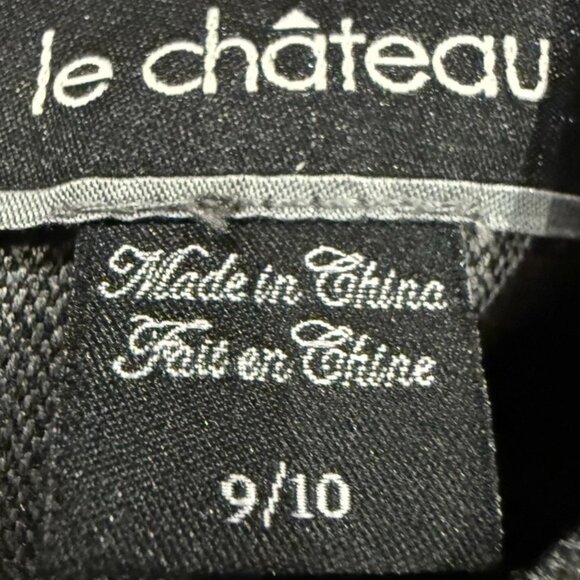 le château
Made in China
Fait en Chine
9/10